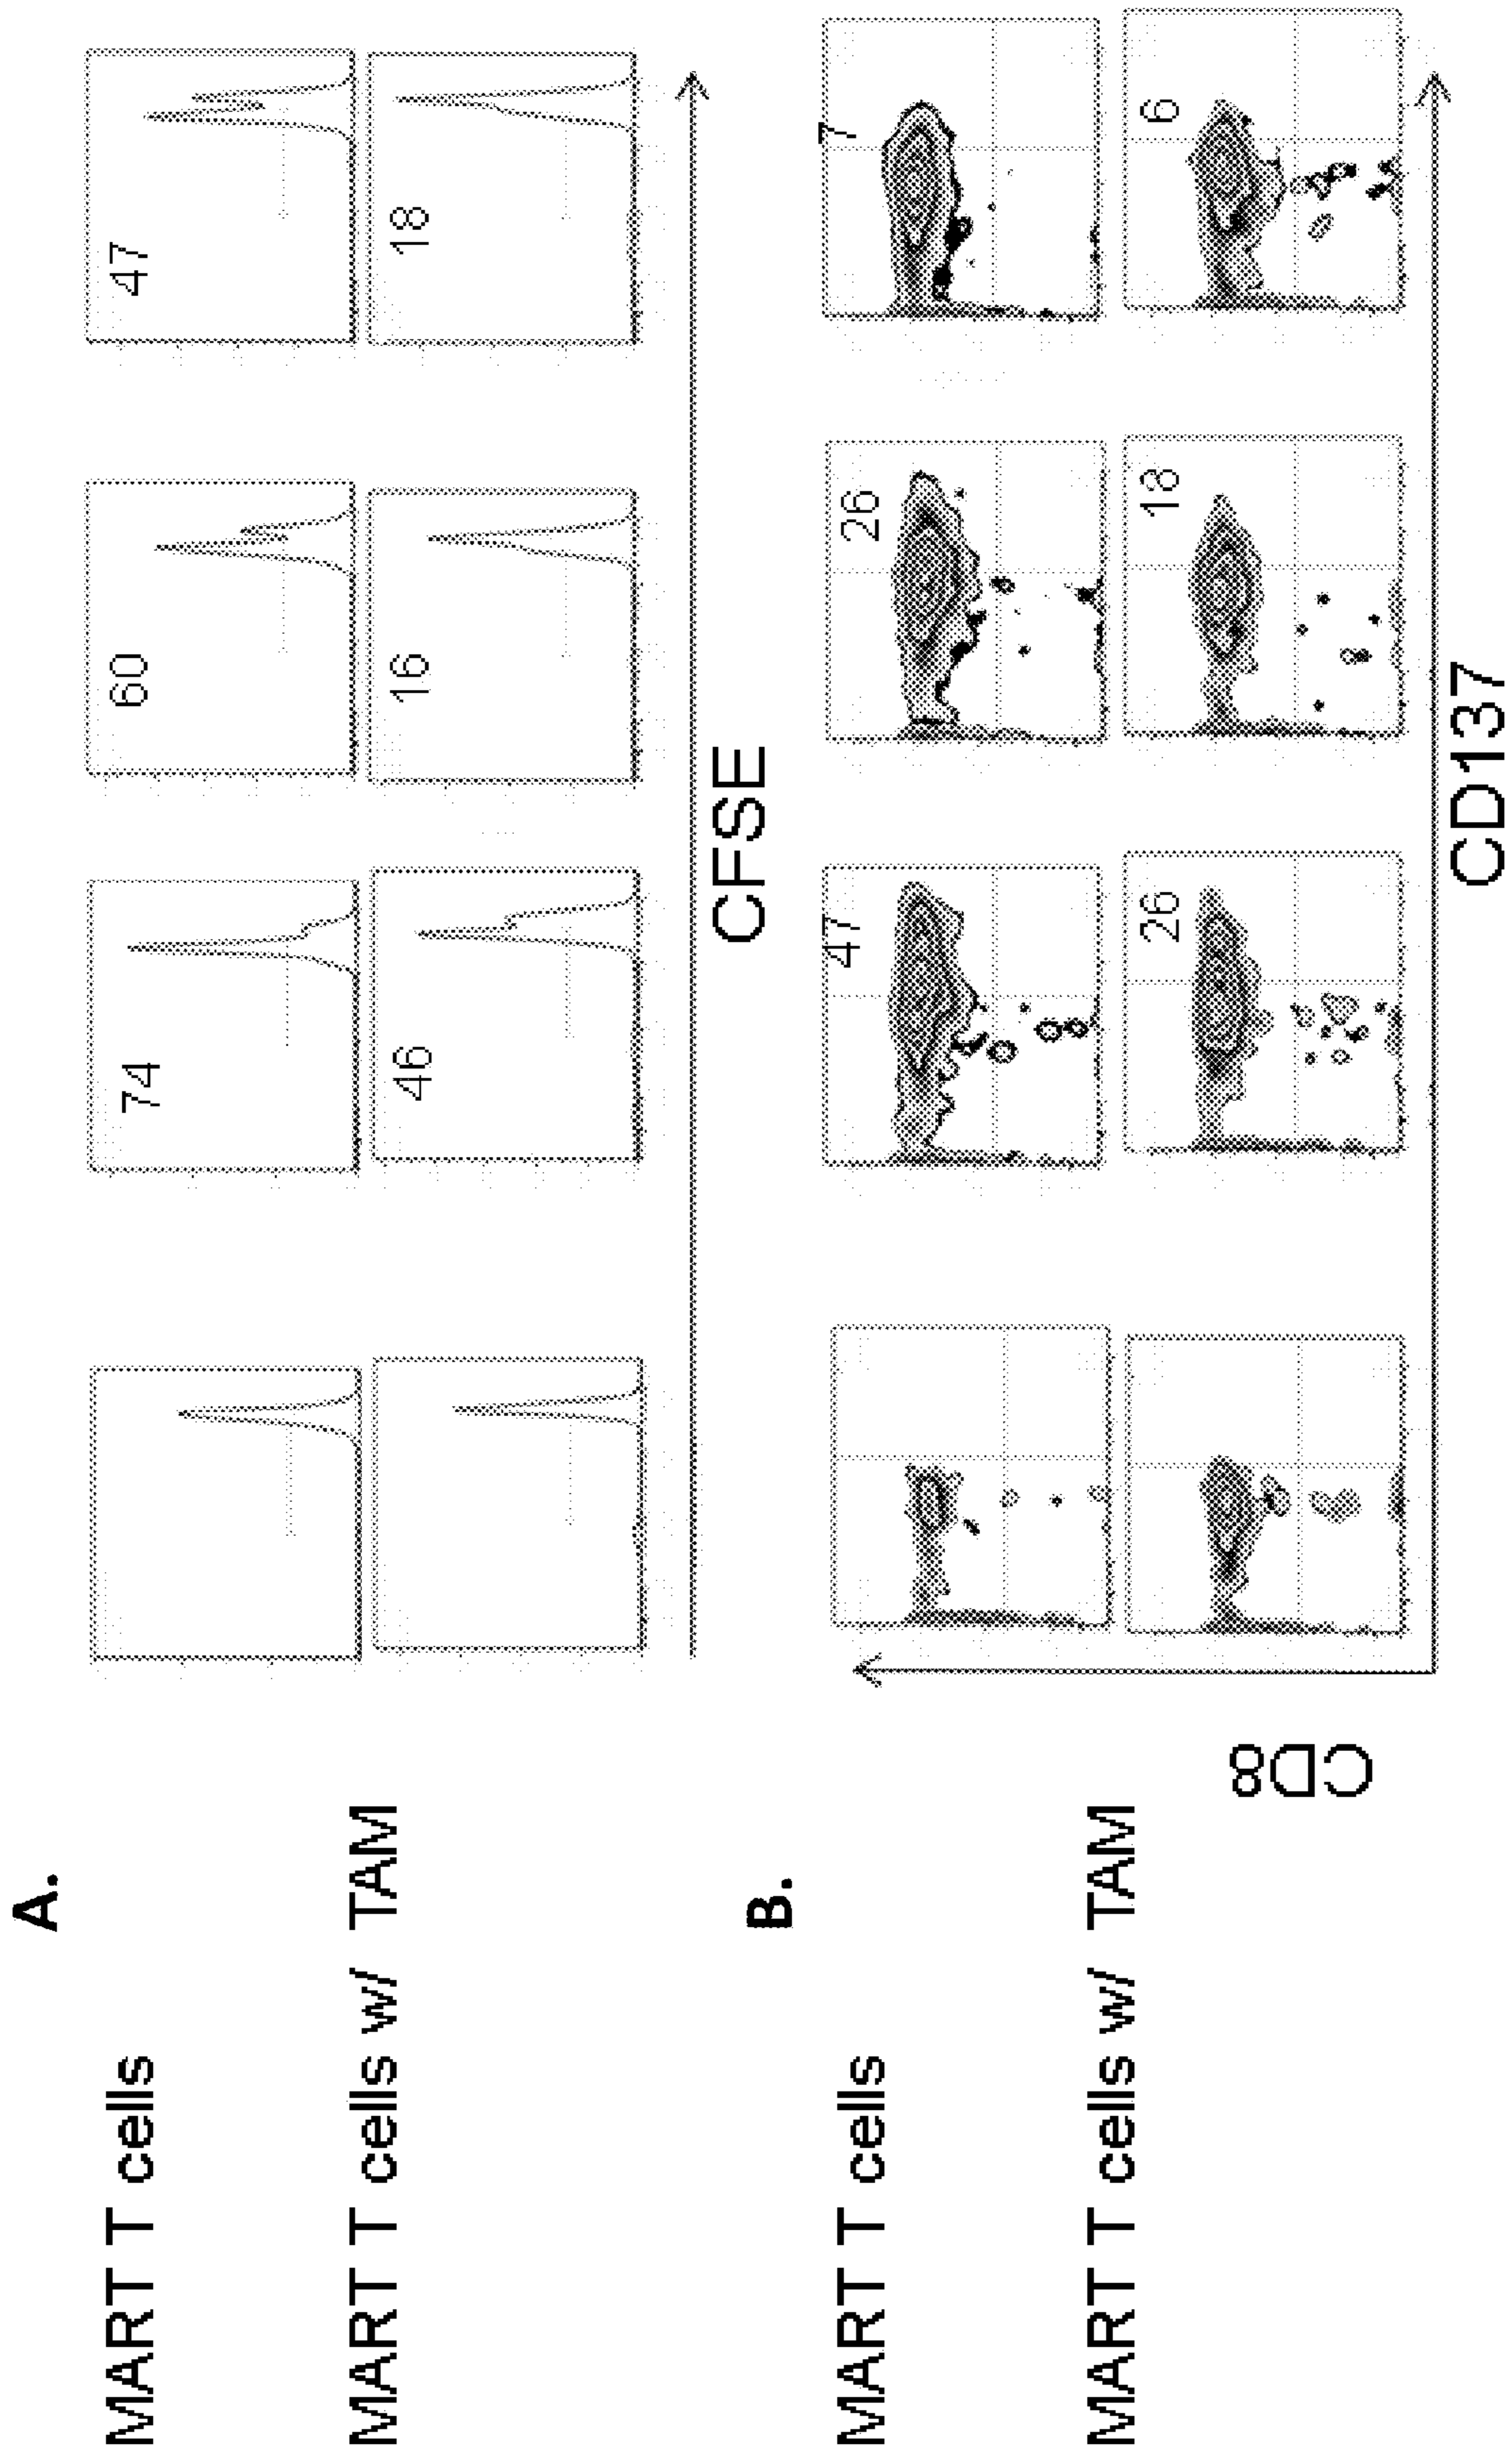 A.
MART T cells
74
60
47
MART T cells w/ TAM
46
16
18
CFSE
B.
MART T cells
47
26
7
MART T cells w/ TAM
26
18
6
CD8
CD137